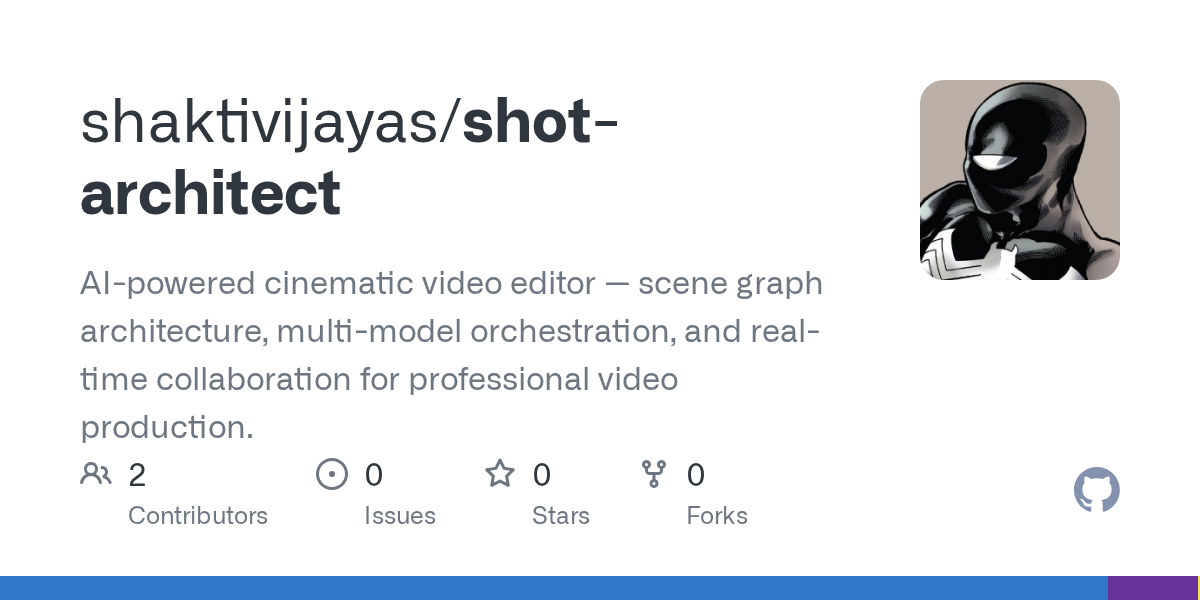 shaktivijayas/shot-
architect
AI-powered cinematic video editor — scene graph
architecture, multi-model orchestration, and real-
time collaboration for professional video
production.
2 0 0 0
Contributors Issues Stars Forks